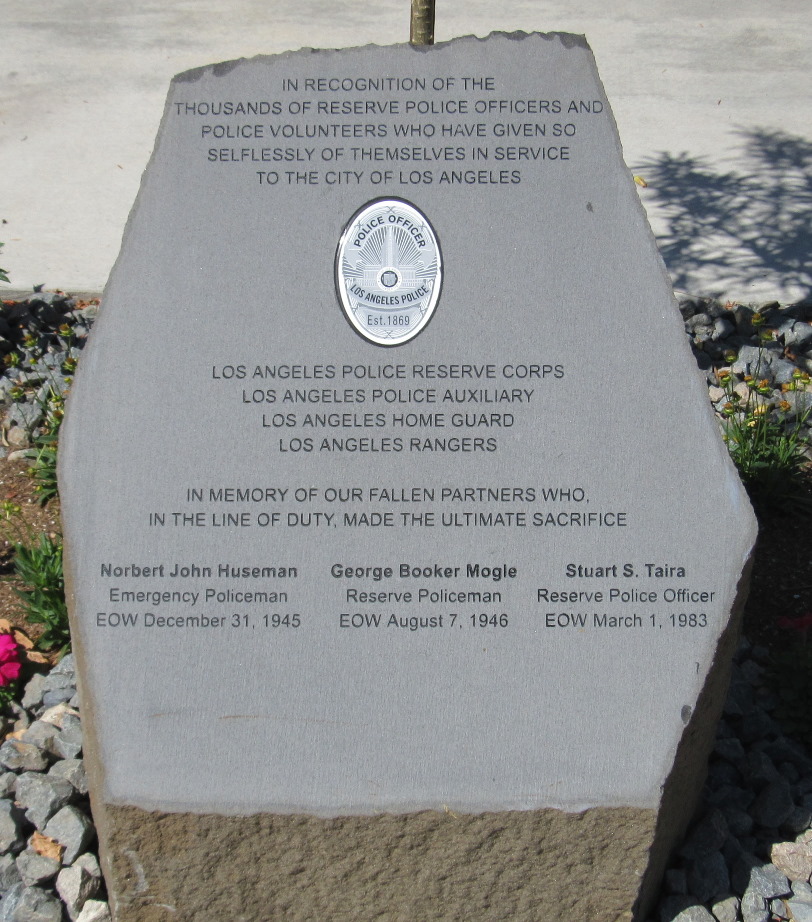 IN RECOGNITION OF THE
THOUSANDS OF RESERVE POLICE OFFICERS AND
POLICE VOLUNTEERS WHO HAVE GIVEN SO
SELFLESSLY OF THEMSELVES IN SERVICE
TO THE CITY OF LOS ANGELES
POLICE OFFICER
LOS ANGELES POLICE
Est.1869
LOS ANGELES POLICE RESERVE CORPS
LOS ANGELES POLICE AUXILIARY
LOS ANGELES HOME GUARD
LOS ANGELES RANGERS
IN MEMORY OF OUR FALLEN PARTNERS WHO,
IN THE LINE OF DUTY, MADE THE ULTIMATE SACRIFICE
Norbert John Huseman George Booker Mogle Stuart S. Taira
Emergency Policeman Reserve Policeman Reserve Police Officer
EOW December 31, 1945 EOW August 7, 1946 EOW March 1, 1983